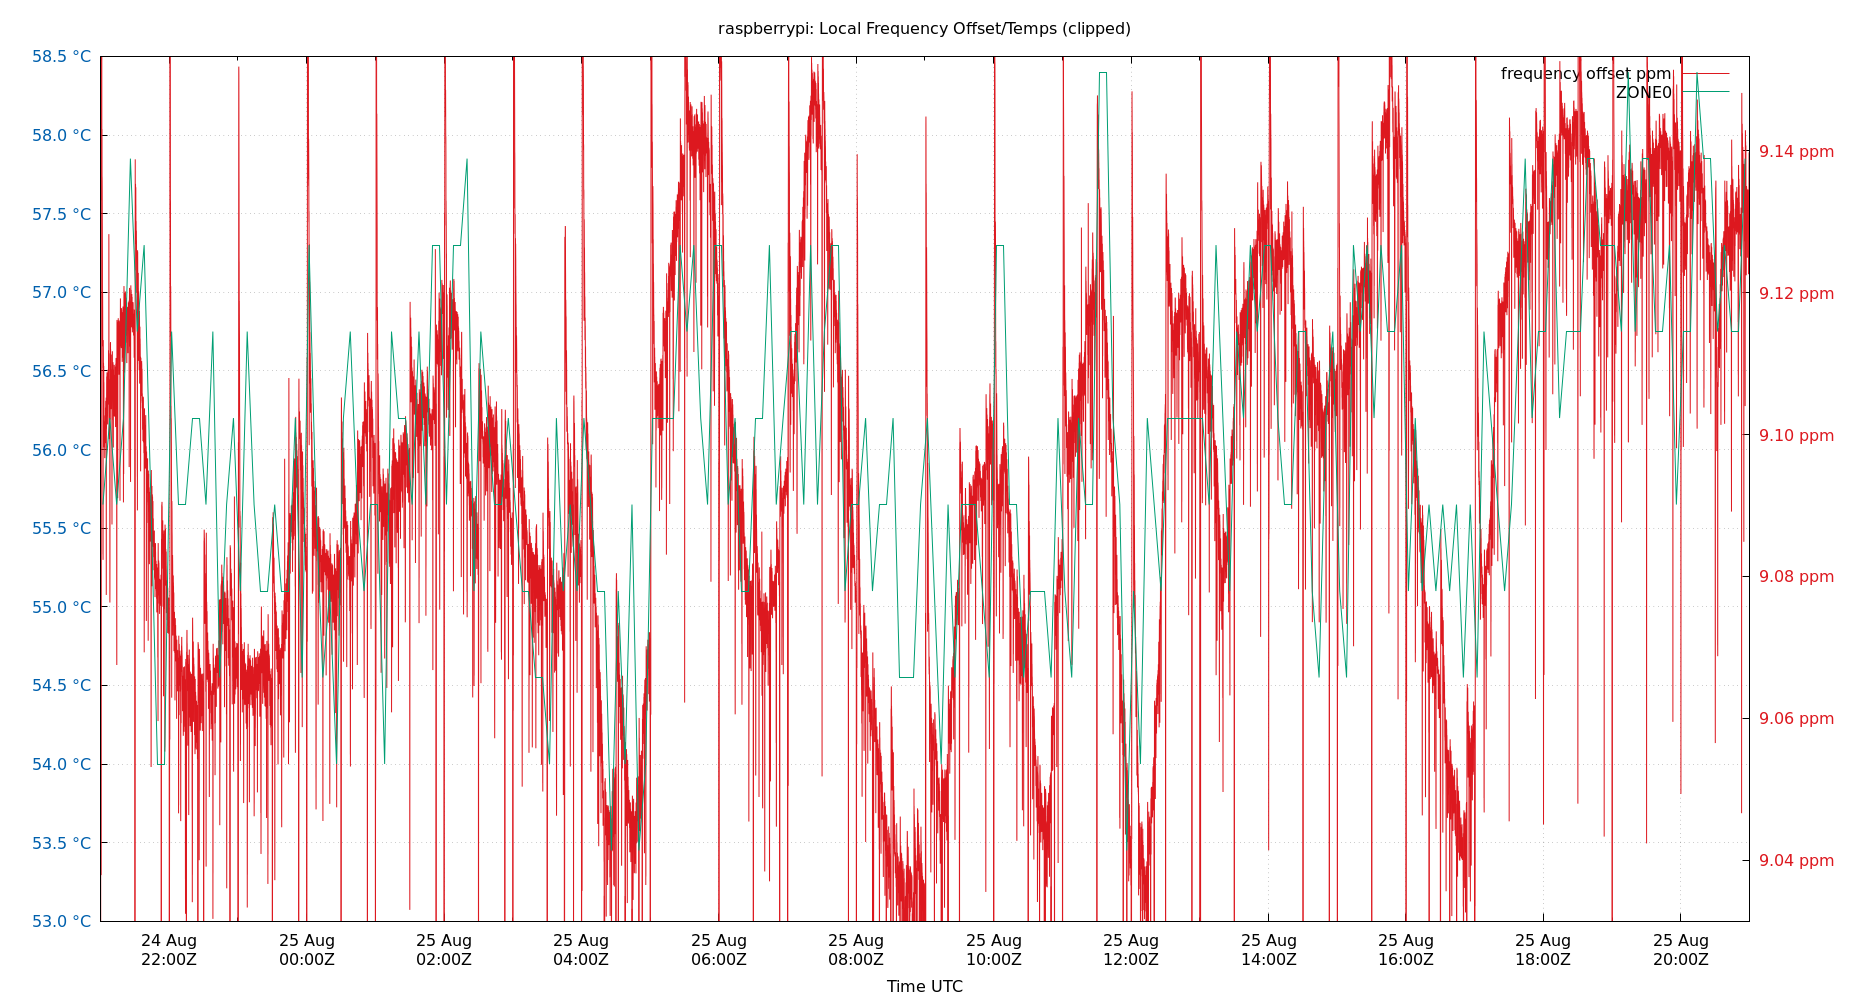 raspberrypi: Local Frequency Offset/Temps (clipped)
frequency offset ppm
ZONE0
58.5 °C
58.0 °C
57.5 °C
57.0 °C
56.5 °C
56.0 °C
55.5 °C
55.0 °C
54.5 °C
54.0 °C
53.5 °C
53.0 °C
9.14 ppm
9.12 ppm
9.10 ppm
9.08 ppm
9.06 ppm
9.04 ppm
24 Aug 25 Aug 25 Aug 25 Aug 25 Aug 25 Aug 25 Aug 25 Aug 25 Aug 25 Aug 25 Aug 25 Aug
22:00Z 00:00Z 02:00Z 04:00Z 06:00Z 08:00Z 10:00Z 12:00Z 14:00Z 16:00Z 18:00Z 20:00Z
Time UTC